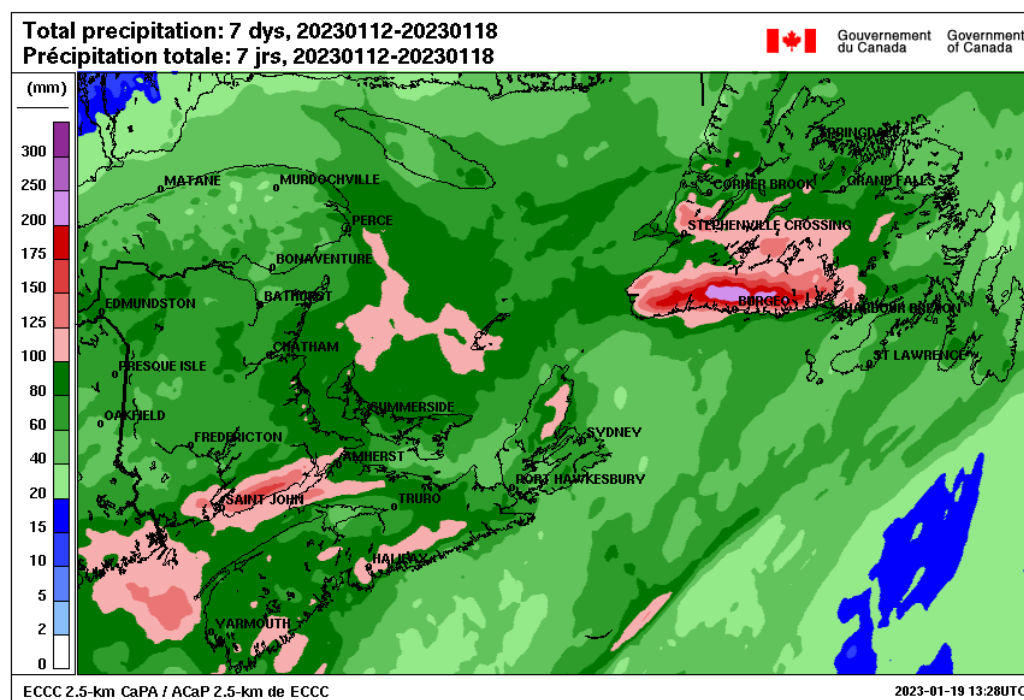 Total precipitation: 7 dys, 20230112-20230118
Précipitation totale: 7 jrs, 20230112-20230118
Gouvernement du Canada
Government of Canada
(mm)
300
250
200
175
150
125
100
80
60
40
20
15
10
5
2
0
SPRINGDALE
MATANE
MURDOCHVILLE
CORNER BROOK
GRAND FALLS
PERCE
STEPHENVILLE CROSSING
BONAVENTURE
EDMUNDSTON
BATHURST
BURGEO
HARBOUR BRETON
CHATHAM
ST LAWRENCE
PRESQUE ISLE
SUMMERSIDE
OAKFIELD
FREDERICTON
SYDNEY
AMHERST
PORT HAWKESBURY
SAINT JOHN
TRURO
HALIFAX
YARMOUTH
ECCC 2.5-km CaPA / ACaP 2.5-km de ECCC
2023-01-19 13:28UTC